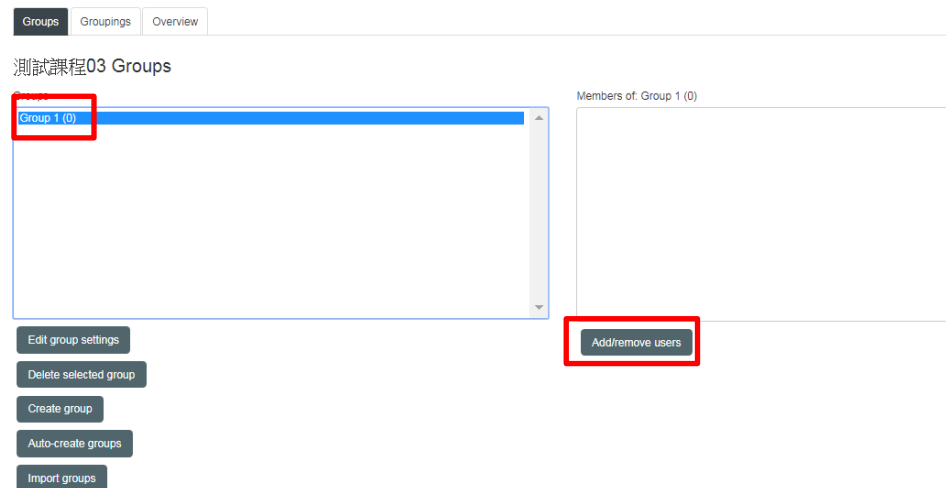 Groups Groupings Overview
測試課程03 Groups
Groups
Group 1 (0)
Members of: Group 1 (0)
Edit group settings
Add/remove users
Delete selected group
Create group
Auto-create groups
Import groups